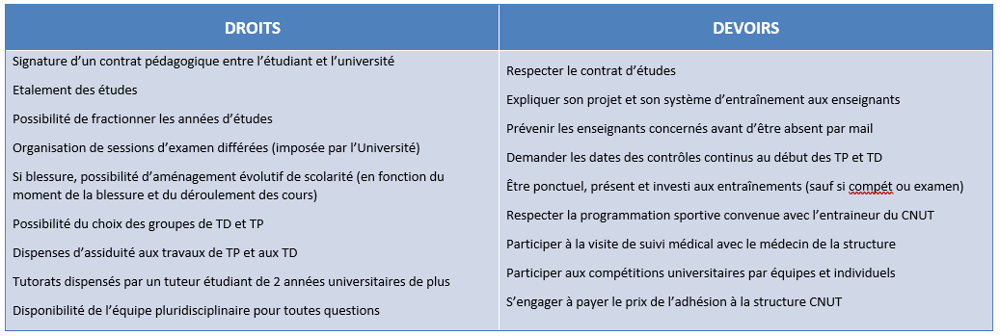 DROITS
Signature d’un contrat pédagogique entre l’étudiant et l’université
Etalement des études
Possibilité de fractionner les années d’études
Organisation de sessions d’examen différées (imposée par l’Université)
Si blessure, possibilité d’aménagement évolutif de scolarité (en fonction du
moment de la blessure et du déroulement des cours)
Possibilité du choix des groupes de TD et TP
Dispenses d’assiduité aux travaux de TP et aux TD
Tutorats dispensés par un tuteur étudiant de 2 années universitaires de plus
Disponibilité de l’équipe pluridisciplinaire pour toutes questions
DEVOIRS
Respecter le contrat d’études
Expliquer son projet et son système d’entraînement aux enseignants
Prévenir les enseignants concernés avant d’être absent par mail
Demander les dates des contrôles continus au début des TP et TD
Être ponctuel, présent et investi aux entraînements (sauf si compét ou examen)
Respecter la programmation sportive convenue avec l’entraineur du CNUT
Participer à la visite de suivi médical avec le médecin de la structure
Participer aux compétitions universitaires par équipes et individuels
S’engager à payer le prix de l’adhésion à la structure CNUT